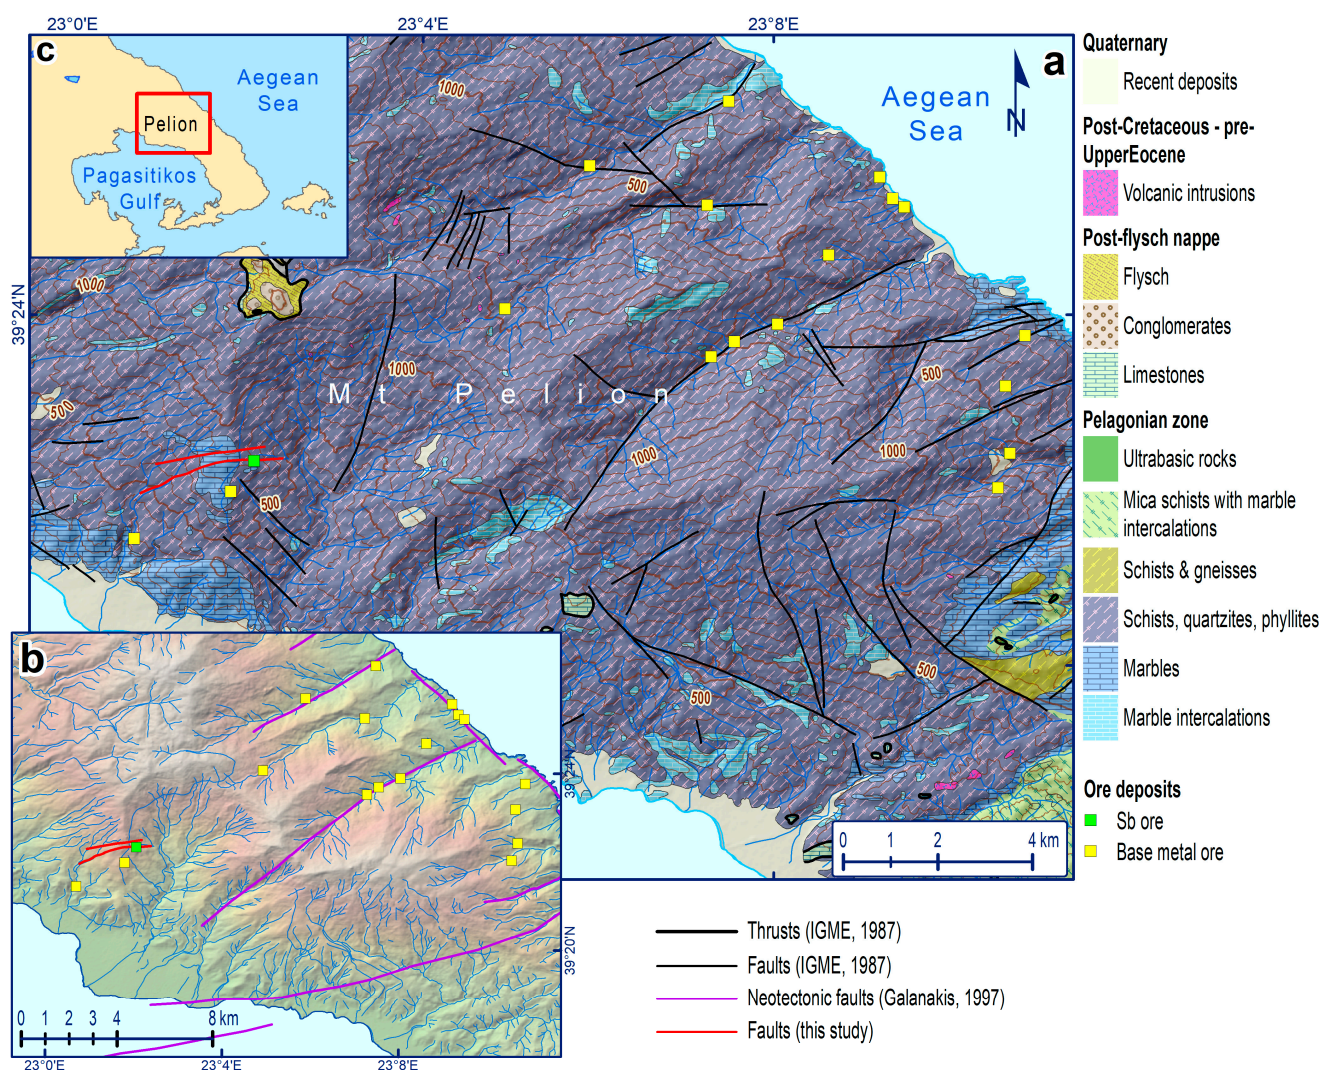 23°0'E
23°4'E
23°8'E
c
Aegean
Sea
Pelion
Pagasitikos
Gulf
a
Aegean
Sea
N
1000
500
1000
39°24'N
1000
500
Mt Pelion
500
1000
1000
500
500
500
0 1 2 4 km
b
39°24'N
39°20'N
0 1 2 3 4 8 km
23°0'E
23°4'E
23°8'E
Quaternary
Recent deposits
Post-Cretaceous - pre-
UpperEocene
Volcanic intrusions
Post-flysch nappe
Flysch
Conglomerates
Limestones
Pelagonian zone
Ultrabasic rocks
Mica schists with marble
intercalations
Schists & gneisses
Schists, quartzites, phyllites
Marbles
Marble intercalations
Ore deposits
Sb ore
Base metal ore
Thrusts (IGME, 1987)
Faults (IGME, 1987)
Neotectonic faults (Galanakis, 1997)
Faults (this study)